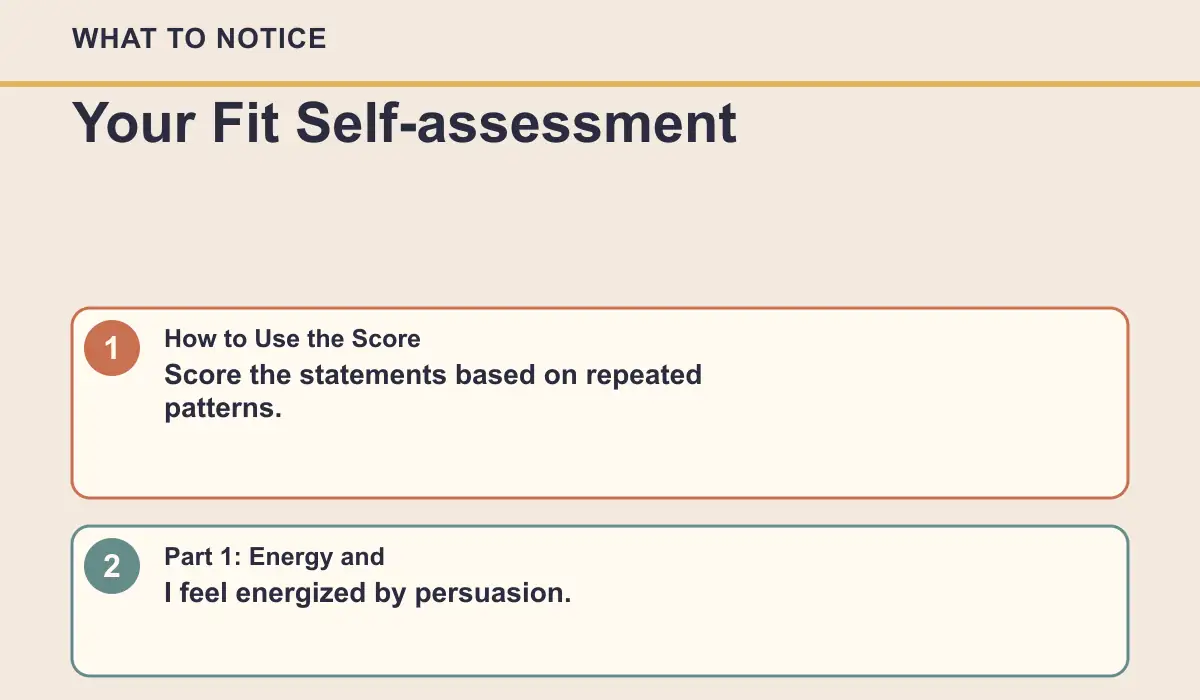 WHAT TO NOTICE
Your Fit Self-assessment
1
How to Use the Score
Score the statements based on repeated
patterns.
2
Part 1: Energy and
I feel energized by persuasion.